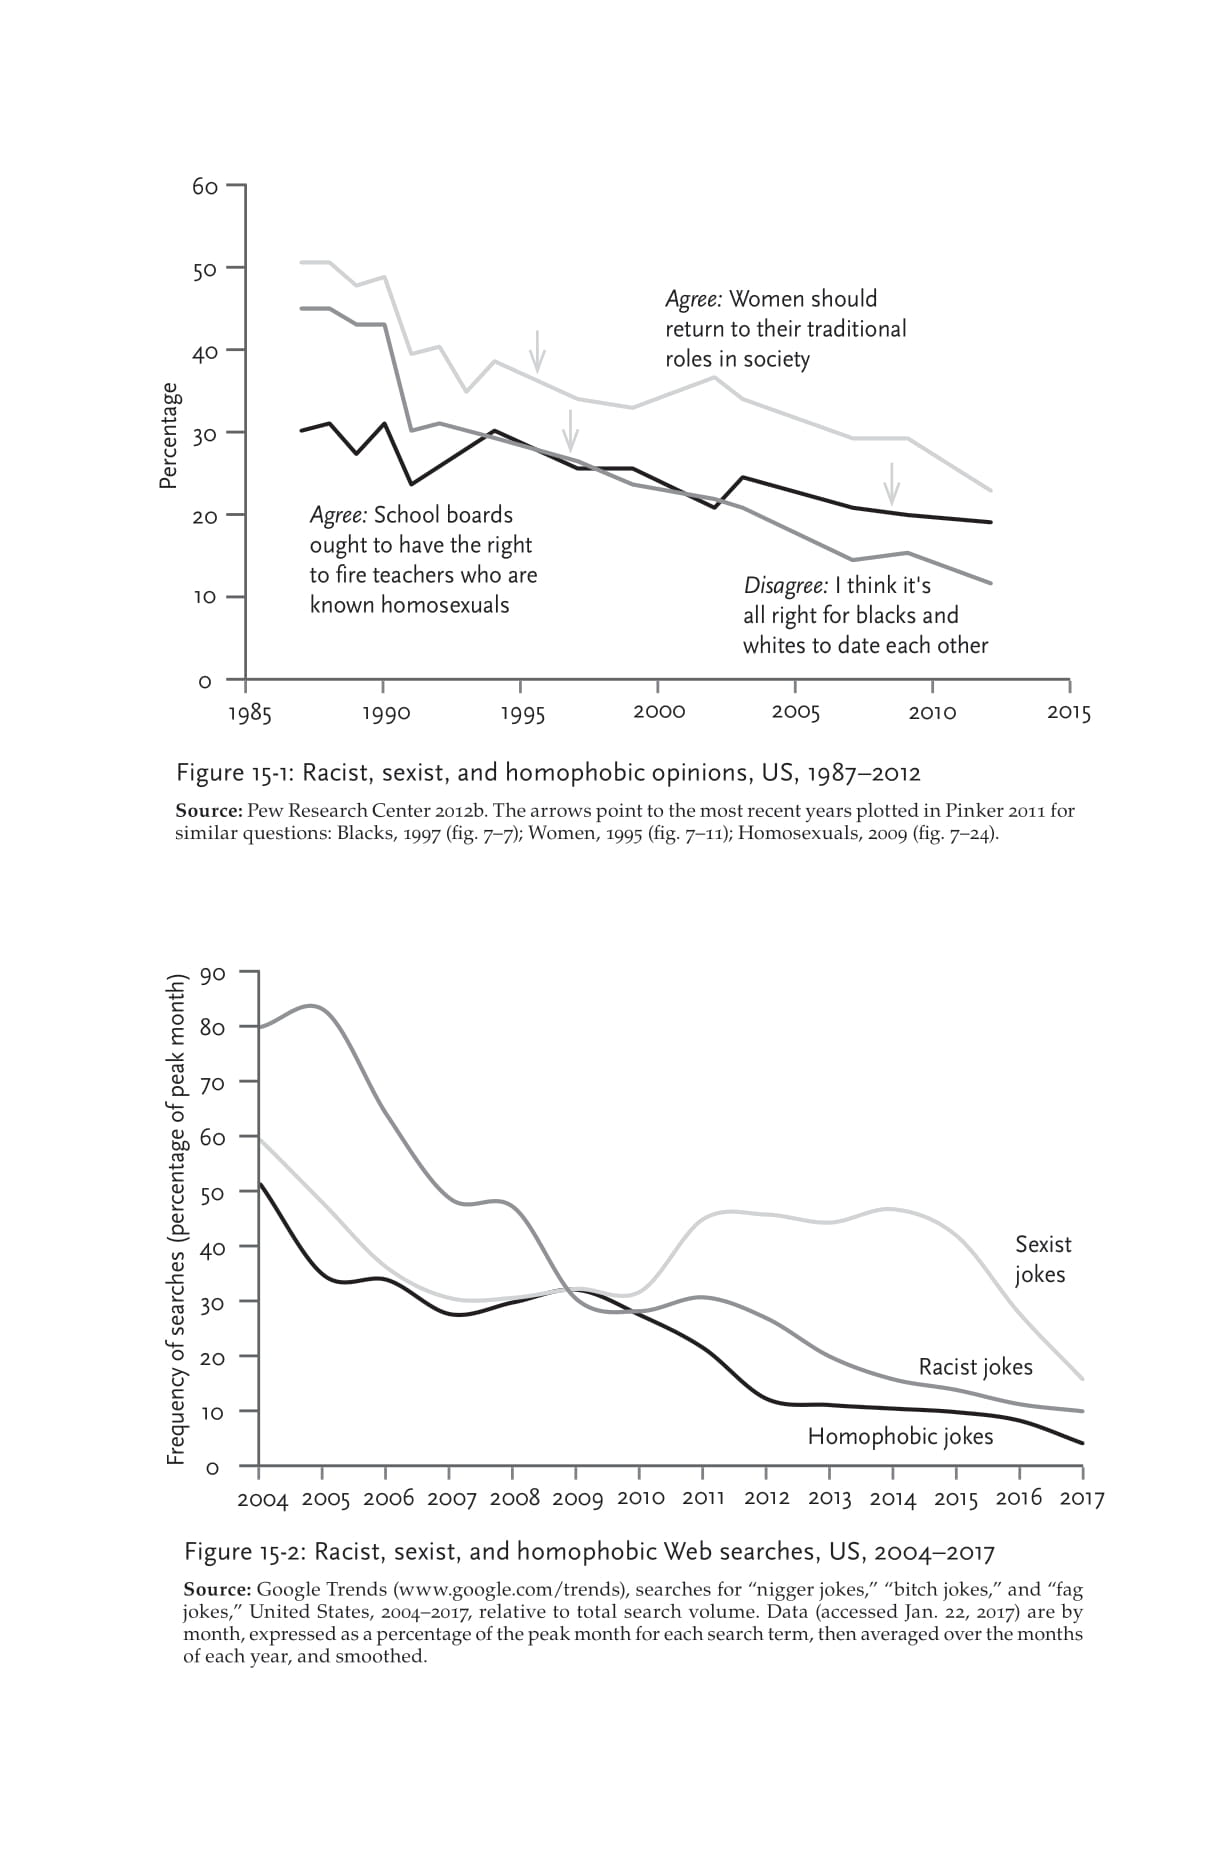 60
50
40
30
20
10
0
Percentage
Agree: Women should
return to their traditional
roles in society
Agree: School boards
ought to have the right
to fire teachers who are
known homosexuals
Disagree: I think it's
all right for blacks and
whites to date each other
1985 1990 1995 2000 2005 2010 2015
Figure 15-1: Racist, sexist, and homophobic opinions, US, 1987–2012
Source: Pew Research Center 2012b. The arrows point to the most recent years plotted in Pinker 2011 for
similar questions: Blacks, 1997 (fig. 7–7); Women, 1995 (fig. 7–11); Homosexuals, 2009 (fig. 7–24).
90
80
70
60
50
40
30
20
10
0
Frequency of searches (percentage of peak month)
Sexist
jokes
Racist jokes
Homophobic jokes
2004 2005 2006 2007 2008 2009 2010 2011 2012 2013 2014 2015 2016 2017
Figure 15-2: Racist, sexist, and homophobic Web searches, US, 2004–2017
Source: Google Trends (www.google.com/trends), searches for “nigger jokes,” “bitch jokes,” and “fag
jokes,” United States, 2004–2017, relative to total search volume. Data (accessed Jan. 22, 2017) are by
month, expressed as a percentage of the peak month for each search term, then averaged over the months
of each year, and smoothed.